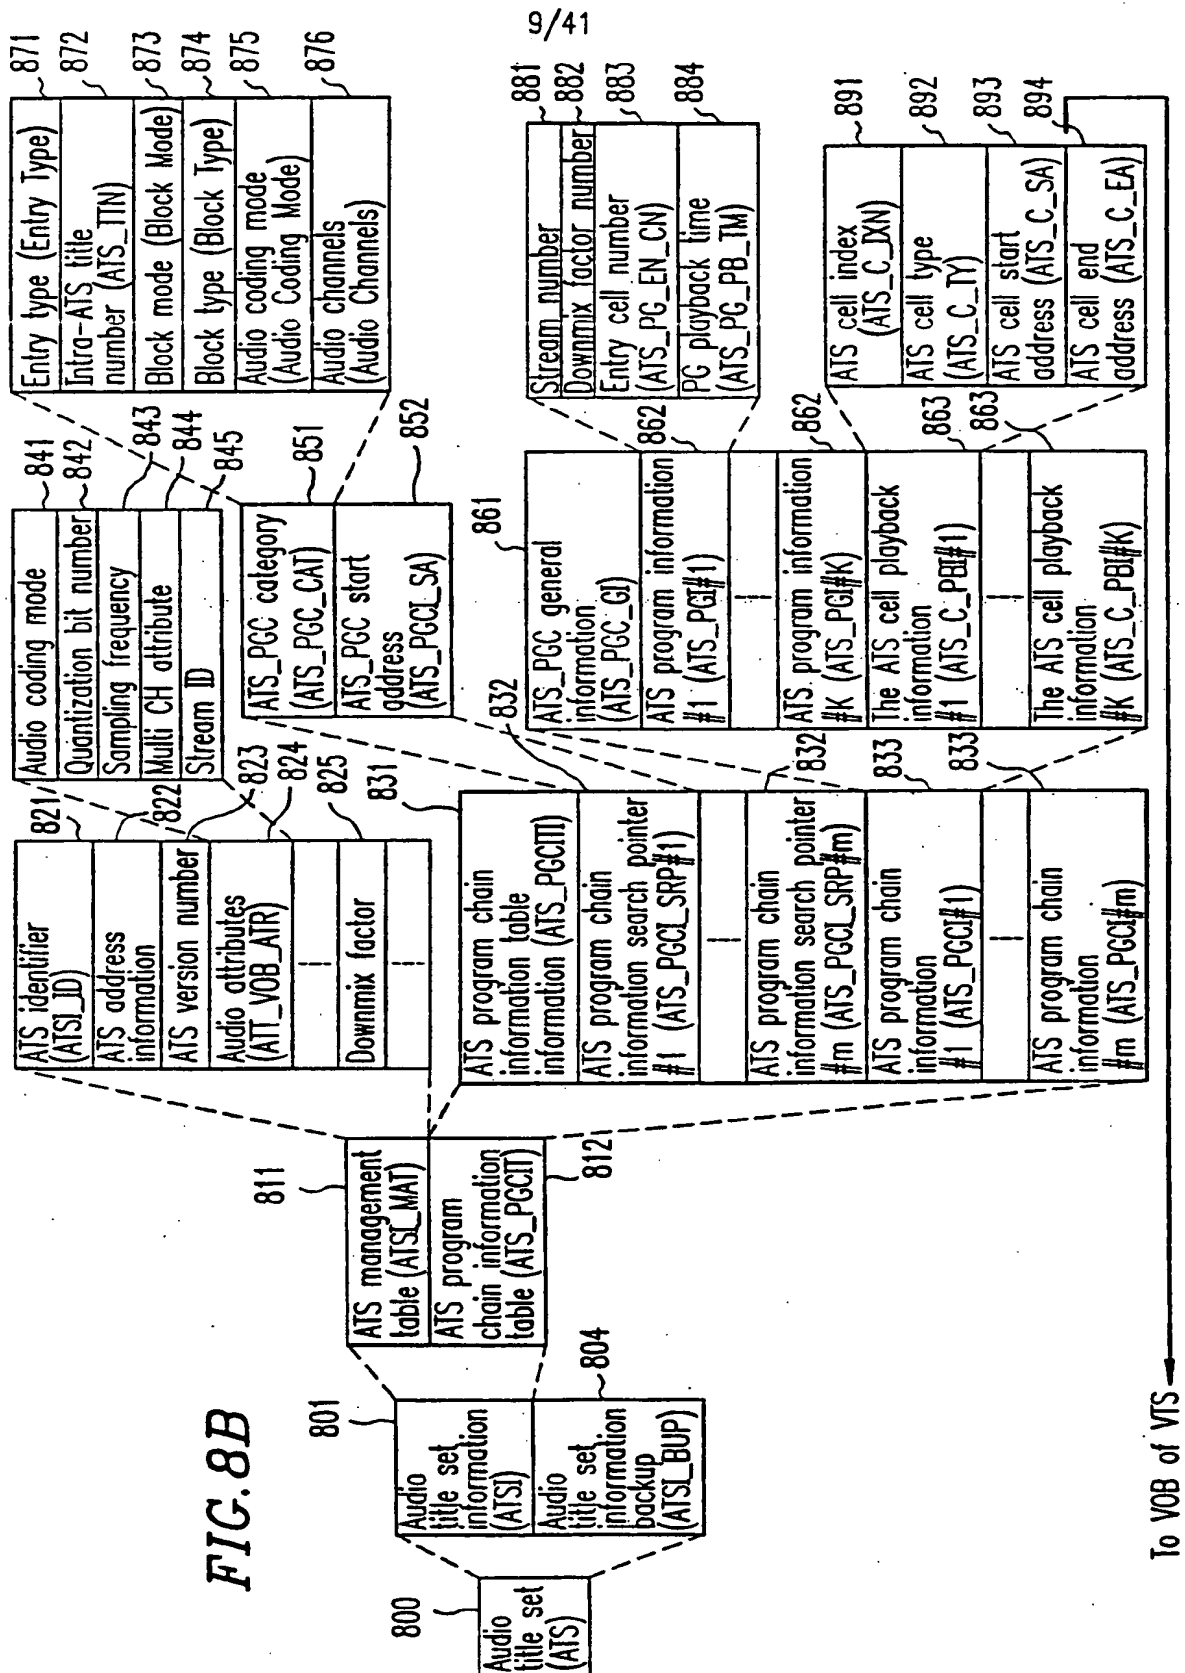 9/41
FIG.8B
800
Audio
title set
(ATS)
801
Audio
title set
information
(ATSI)
804
Audio
title set
information
backup
(ATSI_BUP)
811
ATS management
table (ATSI_MAT)
ATS program
chain information
table (ATS_PGCIT)
812
821
ATS identifier
(ATSI_ID)
822
ATS address
information
823
ATS version number
824
Audio attributes
(ATT_VOB_ATR)
825
Downmix factor
831
ATS program chain
information table
information (ATS_PGCITI)
832
ATS program chain
information search pointer
#1 (ATS_PGCI_SRP#1)
832
ATS program chain
information search pointer
#m (ATS_PGCI_SRP#m)
833
ATS program chain
information
#1 (ATS_PGCI#1)
833
ATS program chain
information
#m (ATS_PGCI#m)
841
Audio coding mode
842
Quantization bit number
843
Sampling frequency
844
Multi CH attribute
845
Stream ID
851
ATS_PGC category
(ATS_PGC_CAT)
852
ATS_PGC start
address
(ATS_PGCI_SA)
861
ATS_PGC general
information
(ATS_PGC_GI)
862
ATS program information
#1 (ATS_PGI#1)
862
ATS program information
#K (ATS_PGI#K)
863
The ATS cell playback
information
#1 (ATS_C_PBI#1)
863
The ATS cell playback
information
#K (ATS_C_PBI#K)
871
Entry type (Entry Type)
872
Intra-ATS title
number (ATS_TTN)
873
Block mode (Block Mode)
874
Block type (Block Type)
875
Audio coding mode
(Audio Coding Mode)
876
Audio channels
(Audio Channels)
881
Stream number
882
Downmix factor number
883
Entry cell number
(ATS_PG_EN_CN)
884
PG playback time
(ATS_PG_PB_TM)
891
ATS cell index
(ATS_C_IXN)
892
ATS cell type
(ATS_C_TY)
893
ATS cell start
address (ATS_C_SA)
894
ATS cell end
address (ATS_C_EA)
To VOB of VTS